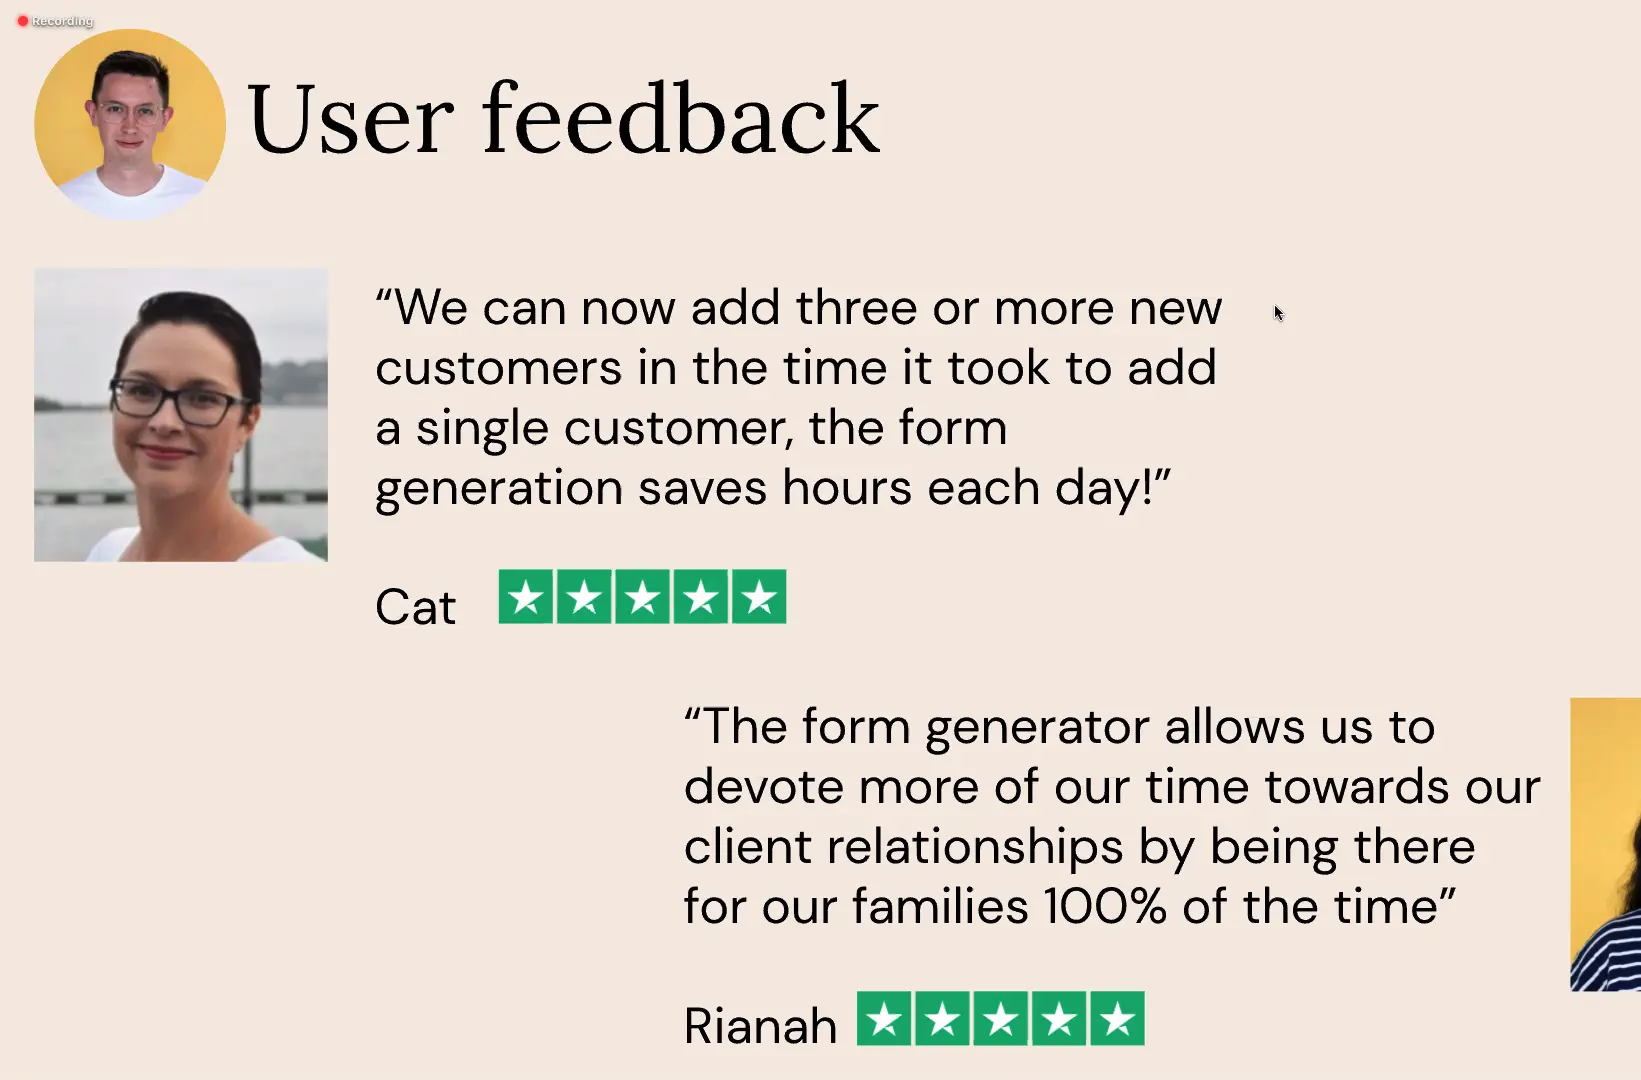 Recording
User feedback
“We can now add three or more new
customers in the time it took to add
a single customer, the form
generation saves hours each day!”
Cat
“The form generator allows us to
devote more of our time towards our
client relationships by being there
for our families 100% of the time”
Rianah